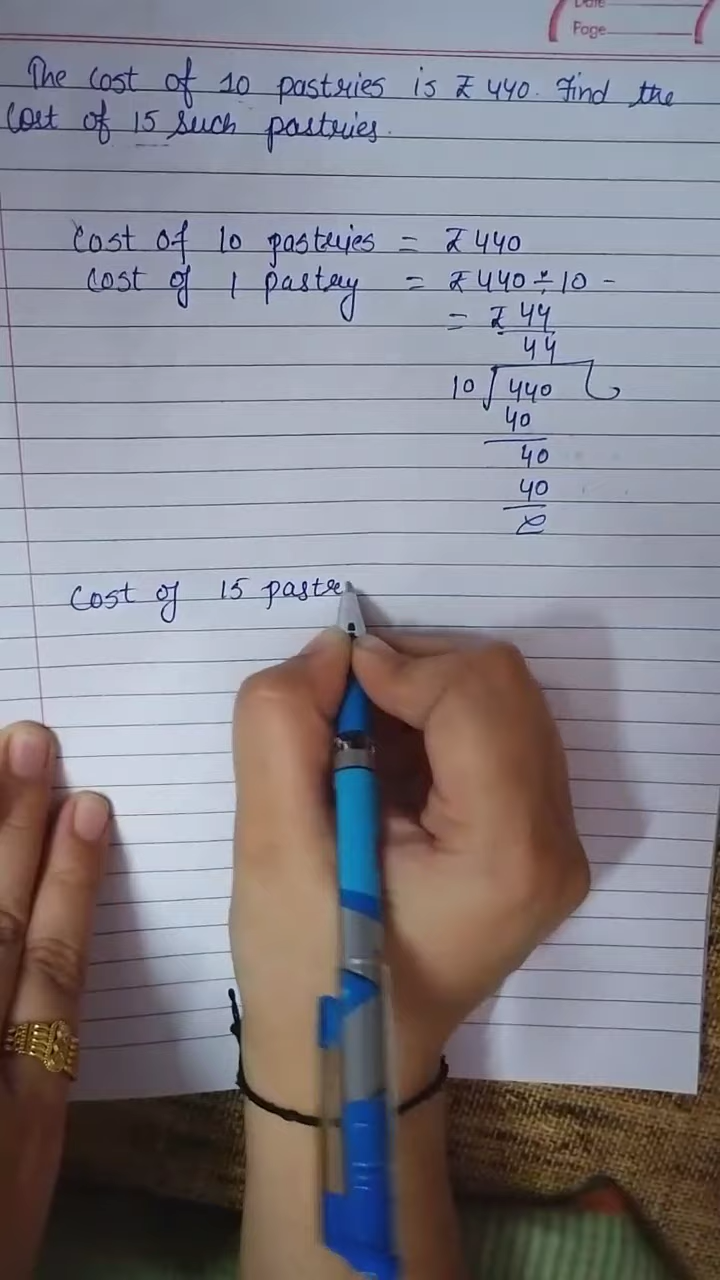 Date
Page
The cost of 10 pastries is ₹ 440. Find the
cost of 15 such pastries.
Cost of 10 pastries = ₹ 440
Cost of 1 pastry = ₹ 440 ÷ 10 -
= ₹ 44
44
10 440
40
40
40
0
Cost of 15 pastre